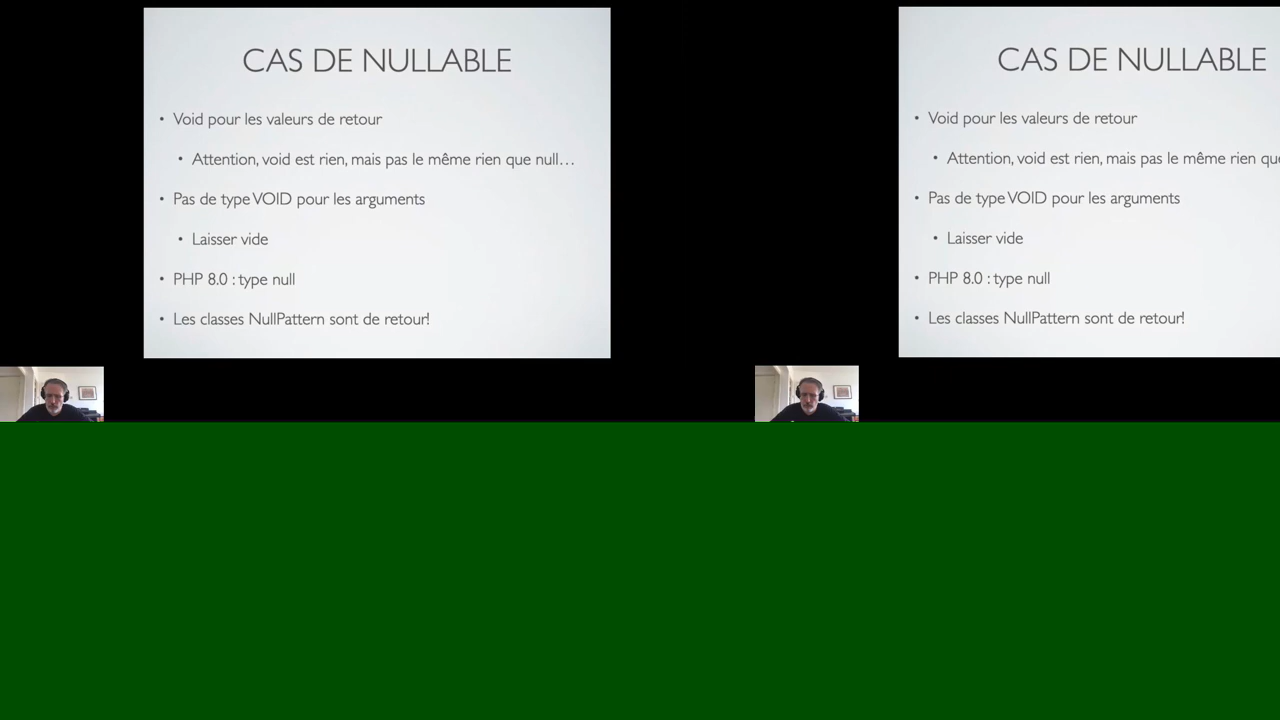 CAS DE NULLABLE
• Void pour les valeurs de retour
• Attention, void est rien, mais pas le même rien que null…
• Pas de type VOID pour les arguments
• Laisser vide
• PHP 8.0 : type null
• Les classes NullPattern sont de retour!
CAS DE NULLABLE
• Void pour les valeurs de retour
• Attention, void est rien, mais pas le même rien
• Pas de type VOID pour les arguments
• Laisser vide
• PHP 8.0 : type null
• Les classes NullPattern sont de retour!